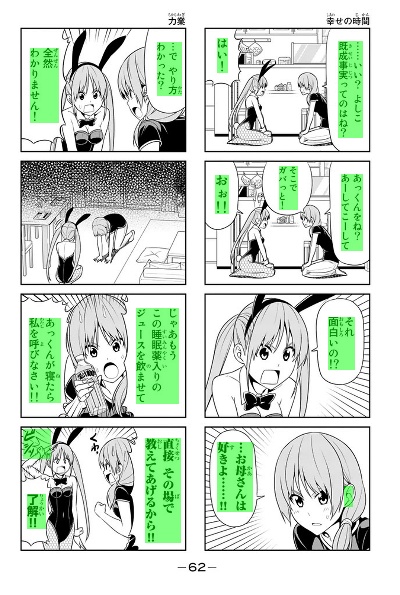 幸せの時間
……いい？よしこ
既成事実ってのはね？
はい！
あっくんをね？
あーしてこーして
そこで
ガバっと！
おぉ！！
それ
面白いの!?
…お母さんは
好きよ……!!
力業
…で やり方
わかった？
全然
わかりません！
じゃあもう
この睡眠薬入りの
ジュースを飲ませて
あっくんが寝たら
私を呼びなさい!!
直接 その場で
教えてあげるから!!
了解!!
－62－